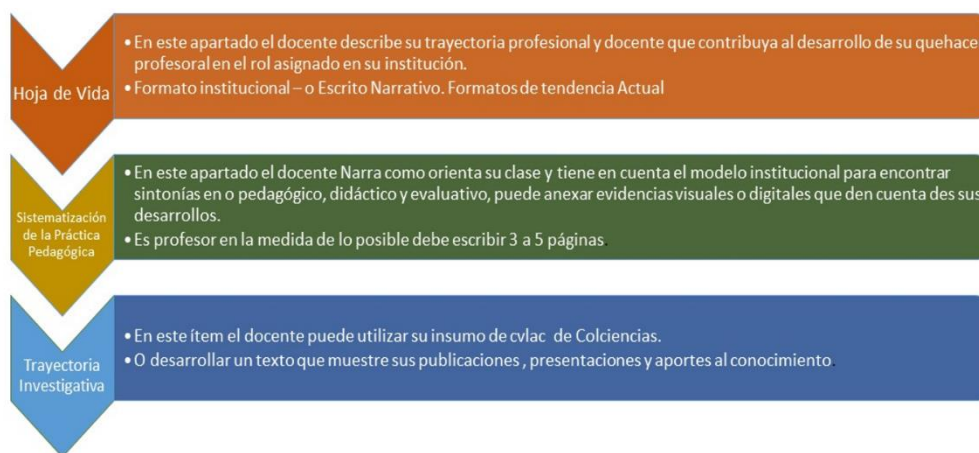 Hoja de Vida
• En este apartado el docente describe su trayectoria profesional y docente que contribuya al desarrollo de su quehace
profesoral en el rol asignado en su institución.
• Formato institucional – o Escrito Narrativo. Formatos de tendencia Actual
Sistematización
de la Práctica
Pedagógica
• En este apartado el docente Narra como orienta su clase y tiene en cuenta el modelo institucional para encontrar
sintonías en o pedagógico, didáctico y evaluativo, puede anexar evidencias visuales o digitales que den cuenta des sus
desarrollos.
• Es profesor en la medida de lo posible debe escribir 3 a 5 páginas.
Trayectoria
Investigativa
• En este ítem el docente puede utilizar su insumo de cvlac de Colciencias.
• O desarrollar un texto que muestre sus publicaciones , presentaciones y aportes al conocimiento.